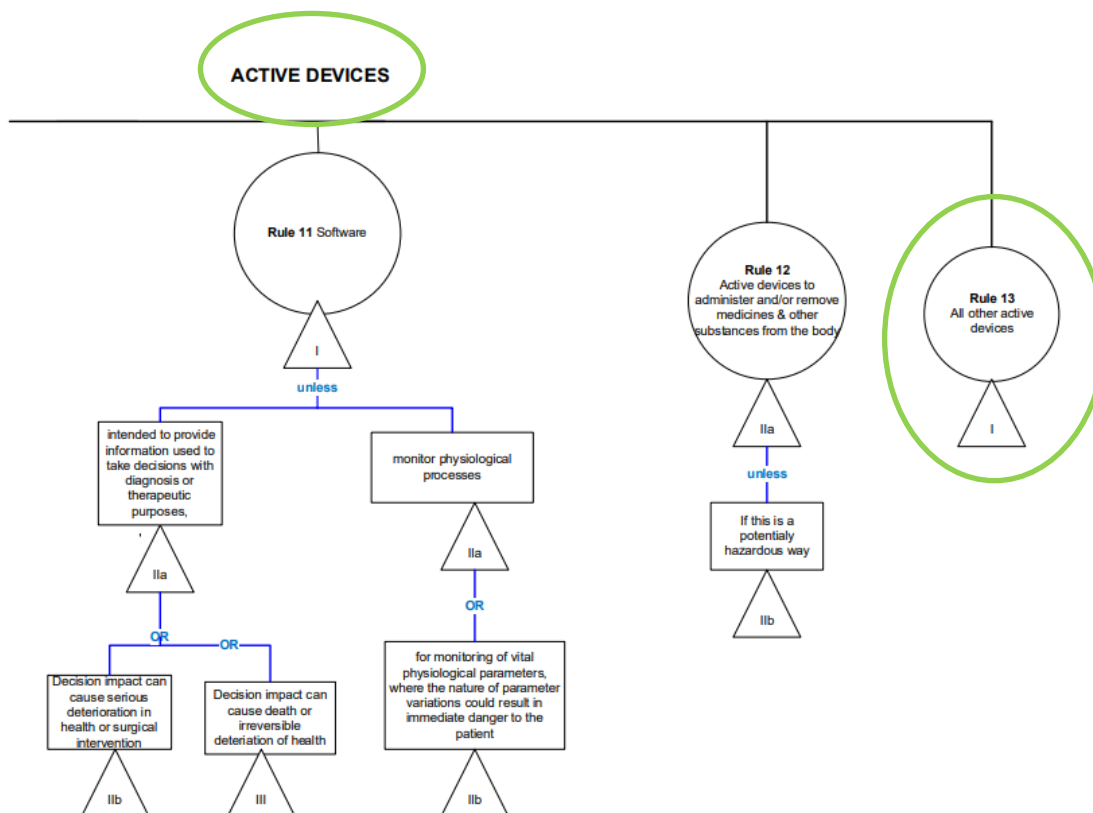 ACTIVE DEVICES
Rule 11 Software
I
unless
intended to provide
information used to
take decisions with
diagnosis or
therapeutic
purposes,
,
IIa
OR
OR
Decision impact can
cause serious
deterioration in
health or surgical
intervention
IIb
Decision impact can
cause death or
irreversible
deteriation of health
III
monitor physiological
processes
IIa
OR
for monitoring of vital
physiological parameters,
where the nature of parameter
variations could result in
immediate danger to the
patient
IIb
Rule 12
Active devices to
administer and/or remove
medicines & other
substances from the body
IIa
unless
If this is a
potentialy
hazardous way
IIb
Rule 13
All other active
devices
I